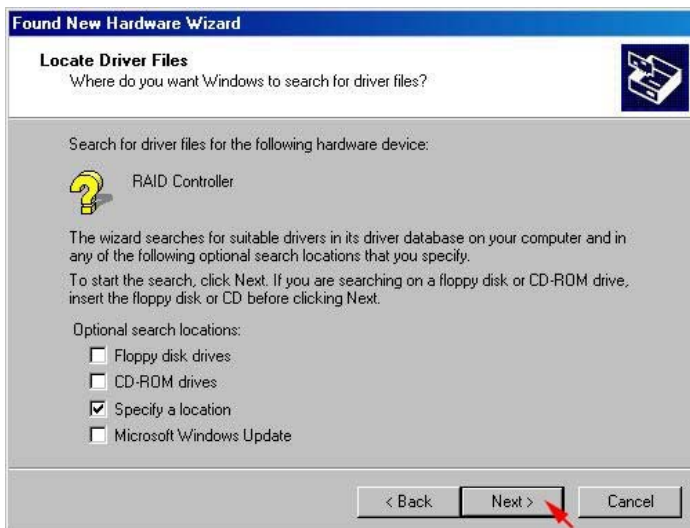 Found New Hardware Wizard
Locate Driver Files
Where do you want Windows to search for driver files?
Search for driver files for the following hardware device:
RAID Controller
The wizard searches for suitable drivers in its driver database on your computer and in
any of the following optional search locations that you specify.
To start the search, click Next. If you are searching on a floppy disk or CD-ROM drive,
insert the floppy disk or CD before clicking Next.
Optional search locations:
Floppy disk drives
CD-ROM drives
Specify a location
Microsoft Windows Update
< Back Next > Cancel